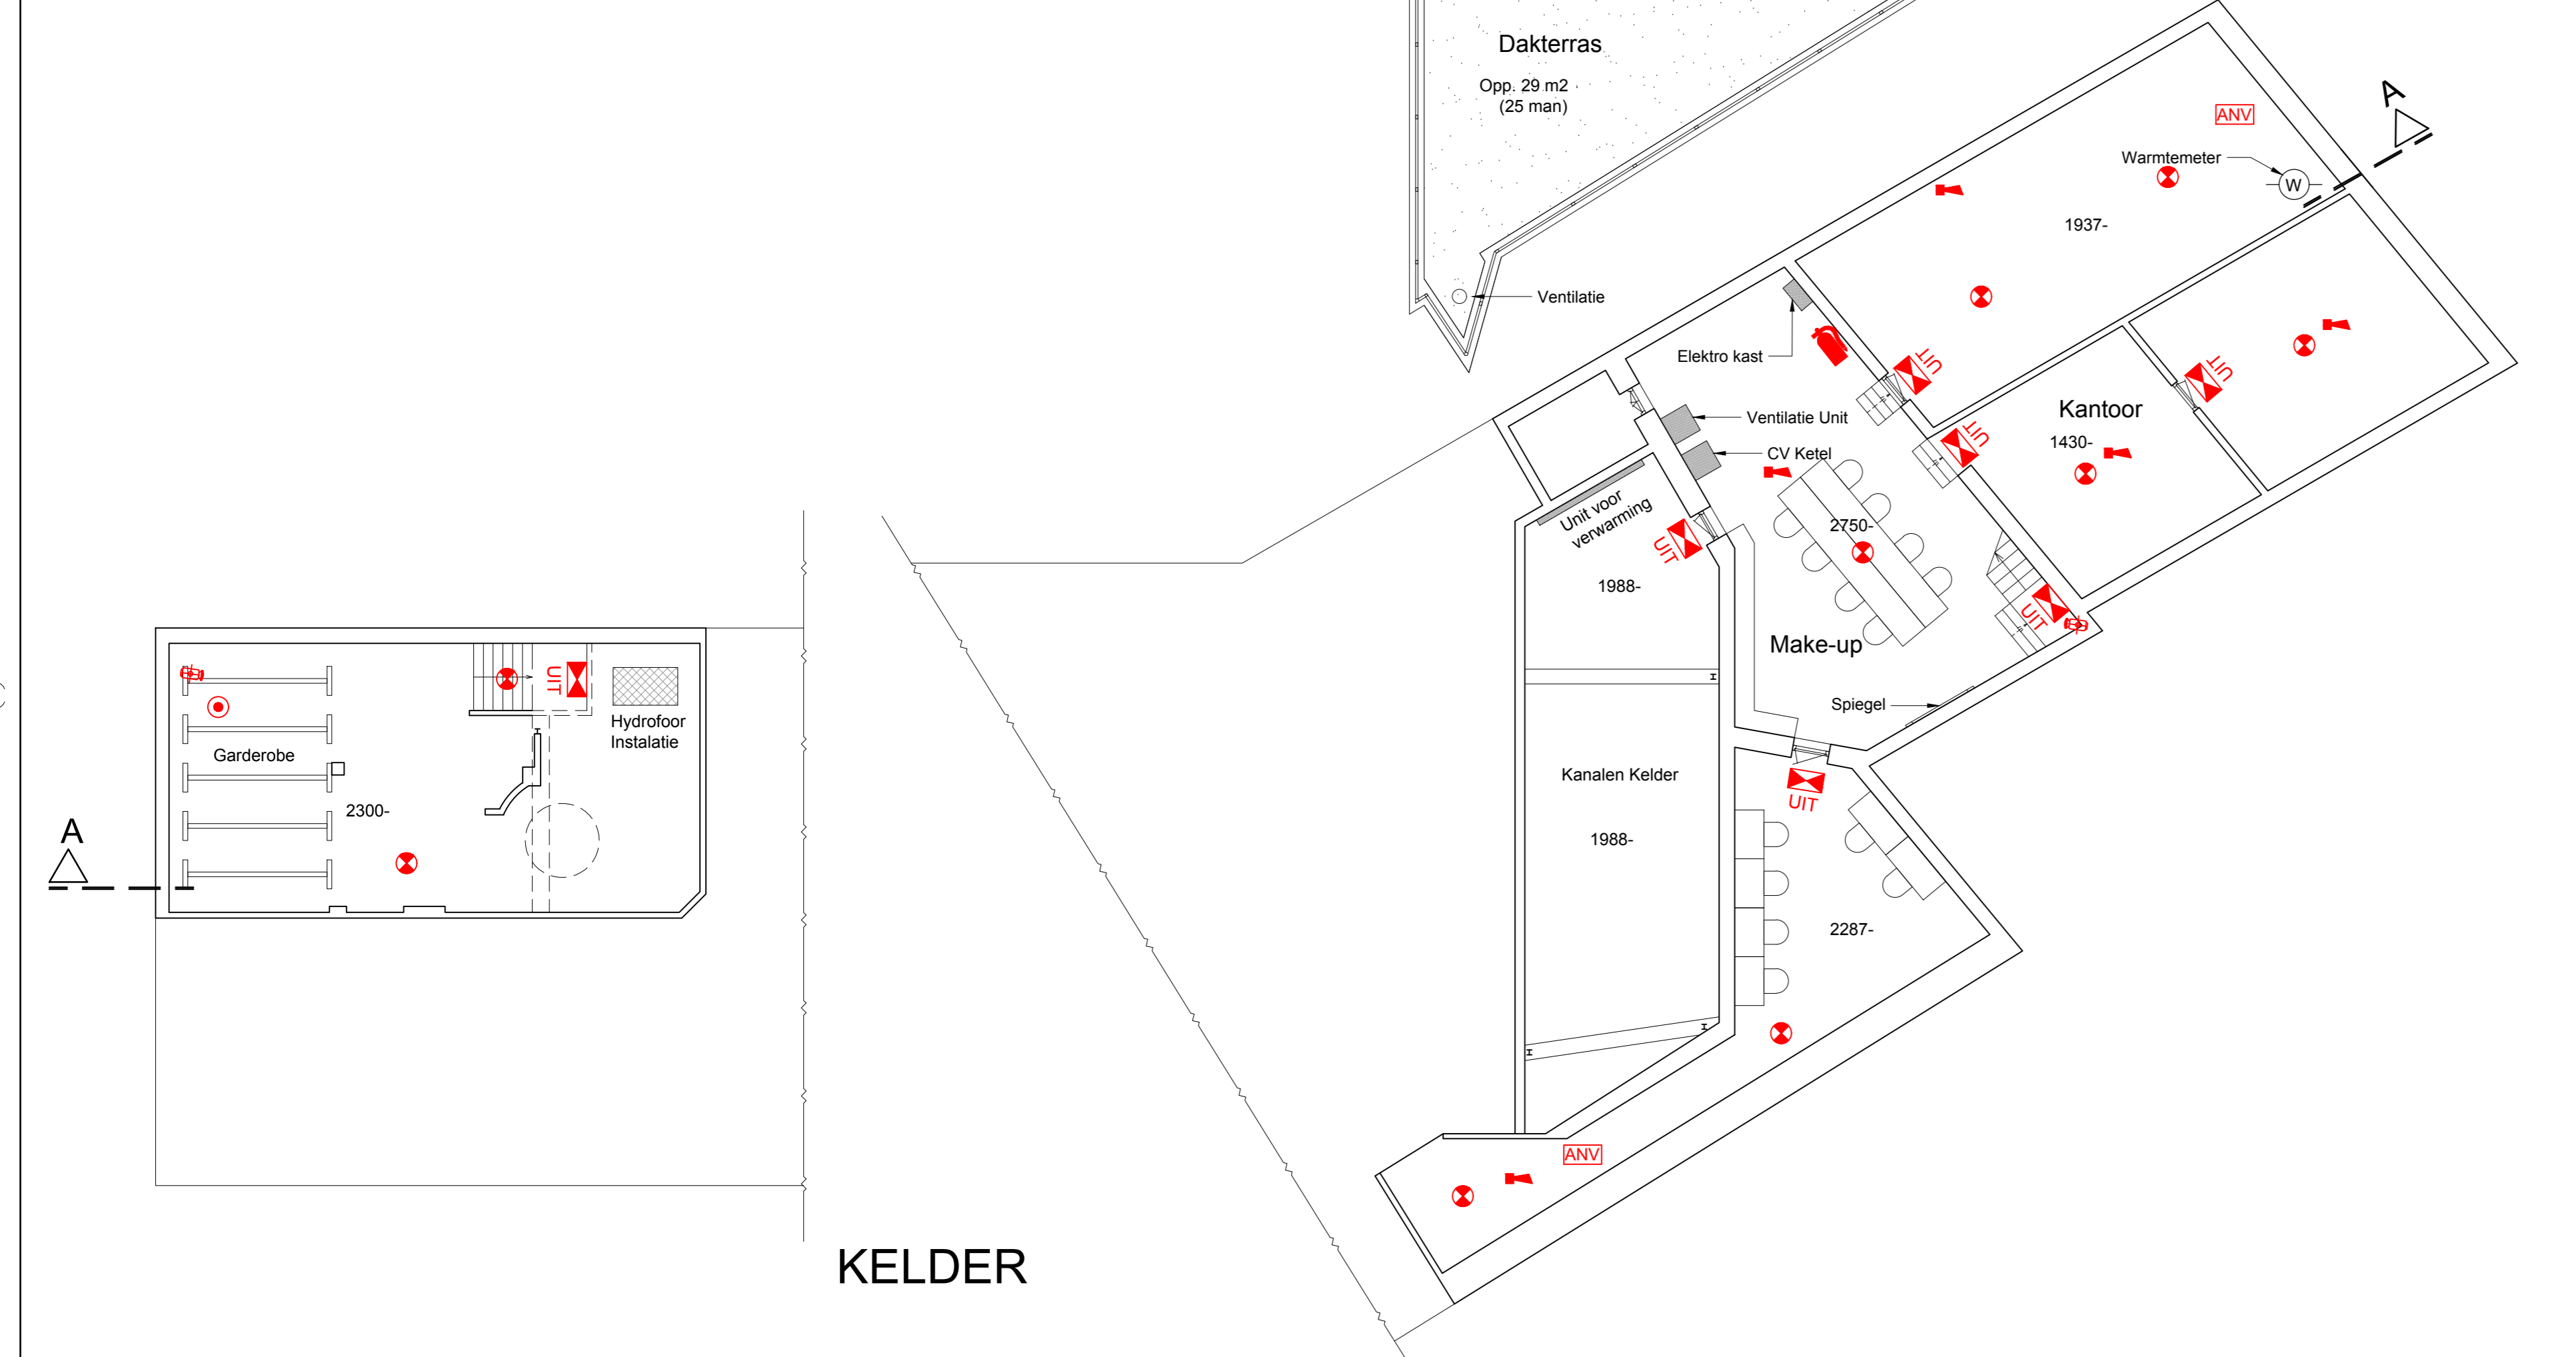 Dakterras
Opp. 29 m2
(25 man)
A
ANV
Warmtemeter
W
1937-
Ventilatie
Elektro kast
UIT
UIT
Kantoor
1430-
UIT
Ventilatie Unit
CV Ketel
Unit voor
verwarming
UIT
2750-
1988-
UIT
Make-up
Spiegel
UIT
Hydrofoor
Instalatie
Garderobe
2300-
A
Kanalen Kelder
1988-
UIT
2287-
ANV
KELDER